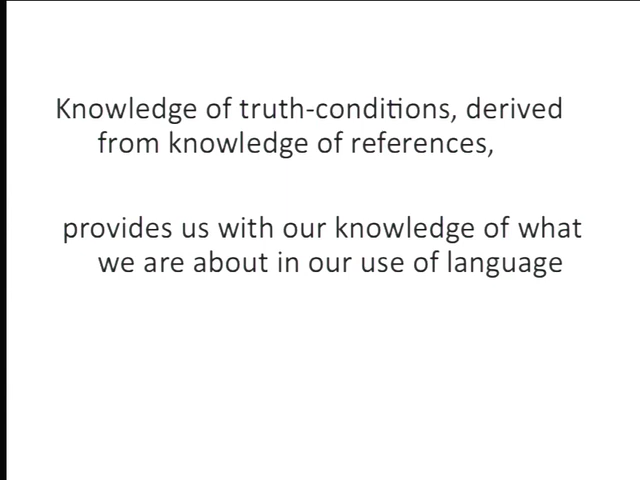 Knowledge of truth-conditions, derived
from knowledge of references,
provides us with our knowledge of what
we are about in our use of language